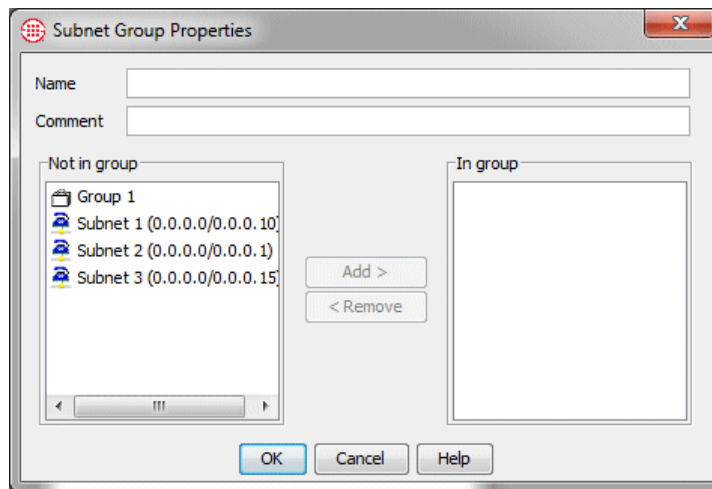 Subnet Group Properties
Name
Comment
Not in group
Group 1
Subnet 1 (0.0.0.0/0.0.0.10)
Subnet 2 (0.0.0.0/0.0.0.1)
Subnet 3 (0.0.0.0/0.0.0.15)
Add >
< Remove
In group
OK
Cancel
Help